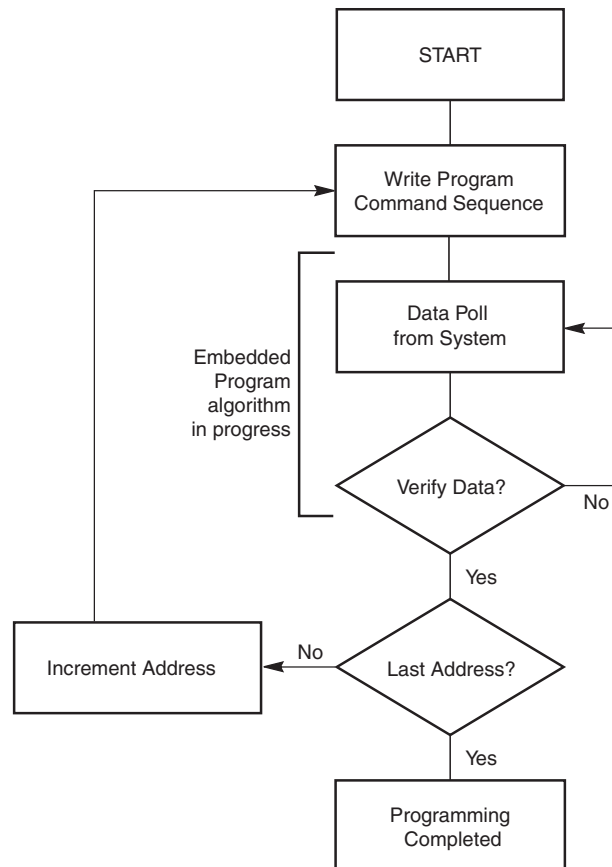 START
Write Program
Command Sequence
Data Poll
from System
Embedded
Program
algorithm
in progress
Verify Data?
No
Yes
Increment Address
No
Last Address?
Yes
Programming
Completed